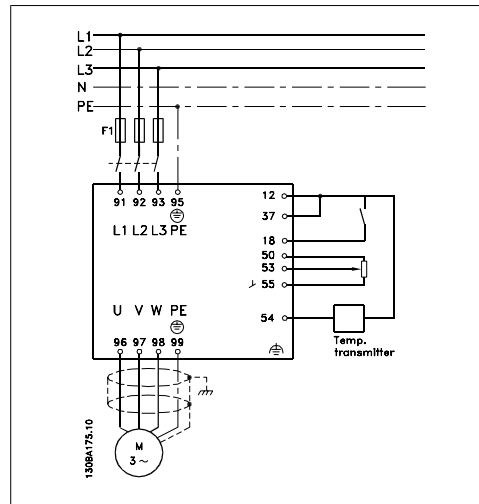 L1
L2
L3
N
PE
F1
91 92 93 95
L1 L2 L3 PE
12
37
18
50
53
55
54
U V W PE
96 97 98 99
Temp.
transmitter
M
3 ~
130BA175.10